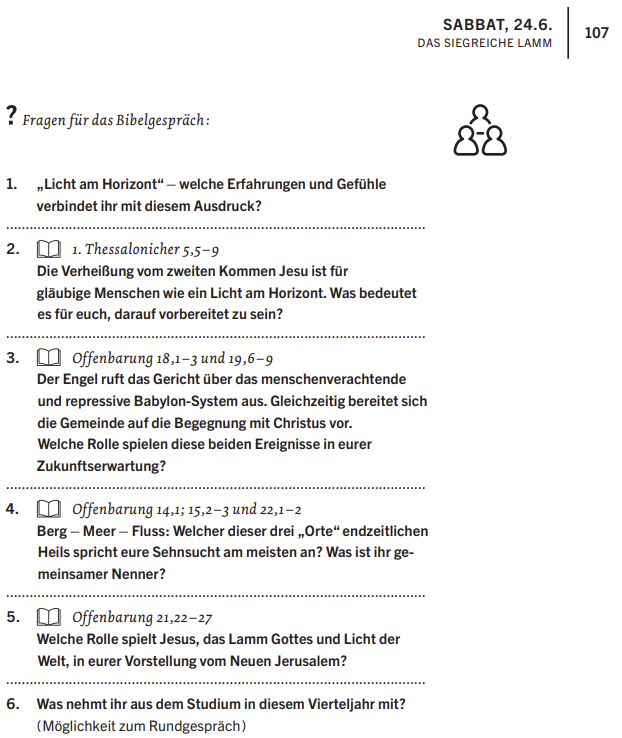 SABBAT, 24.6.
DAS SIEGREICHE LAMM
107
? Fragen für das Bibelgespräch:
1. „Licht am Horizont“ – welche Erfahrungen und Gefühle
verbindet ihr mit diesem Ausdruck?
2. 1. Thessalonicher 5,5–9
Die Verheißung vom zweiten Kommen Jesu ist für
gläubige Menschen wie ein Licht am Horizont. Was bedeutet
es für euch, darauf vorbereitet zu sein?
3. Offenbarung 18,1–3 und 19,6–9
Der Engel ruft das Gericht über das menschenverachtende
und repressive Babylon-System aus. Gleichzeitig bereitet sich
die Gemeinde auf die Begegnung mit Christus vor.
Welche Rolle spielen diese beiden Ereignisse in eurer
Zukunftserwartung?
4. Offenbarung 14,1; 15,2–3 und 22,1–2
Berg – Meer – Fluss: Welcher dieser drei „Orte“ endzeitlichen
Heils spricht eure Sehnsucht am meisten an? Was ist ihr ge-
meinsamer Nenner?
5. Offenbarung 21,22–27
Welche Rolle spielt Jesus, das Lamm Gottes und Licht der
Welt, in eurer Vorstellung vom Neuen Jerusalem?
6. Was nehmt ihr aus dem Studium in diesem Vierteljahr mit?
(Möglichkeit zum Rundgespräch)